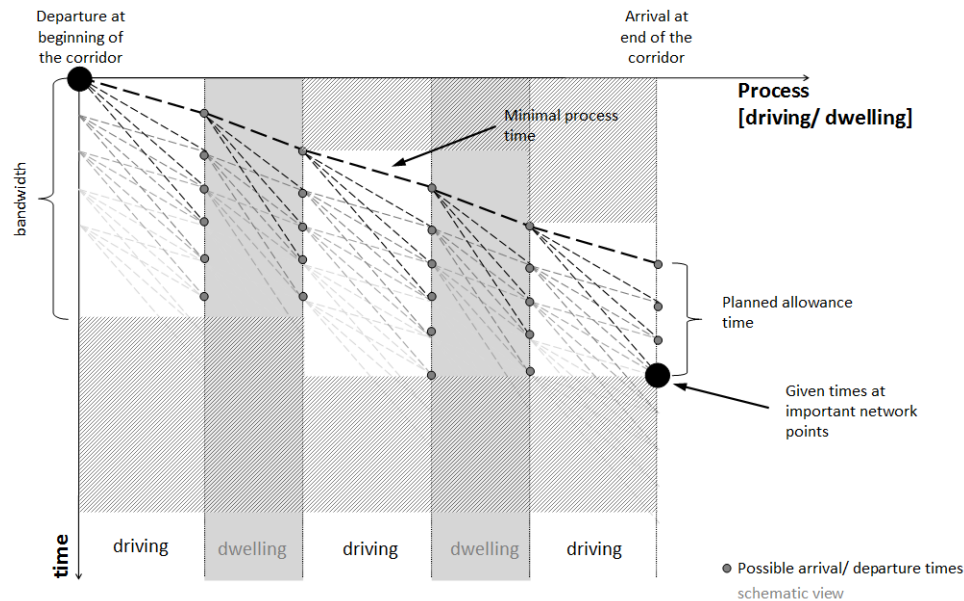 Departure at
beginning of
the corridor
Arrival at
end of the
corridor
Process
[driving/ dwelling]
Minimal process
time
bandwidth
Planned allowance
time
Given times at
important network
points
time
driving
dwelling
driving
dwelling
driving
Possible arrival/ departure times
schematic view